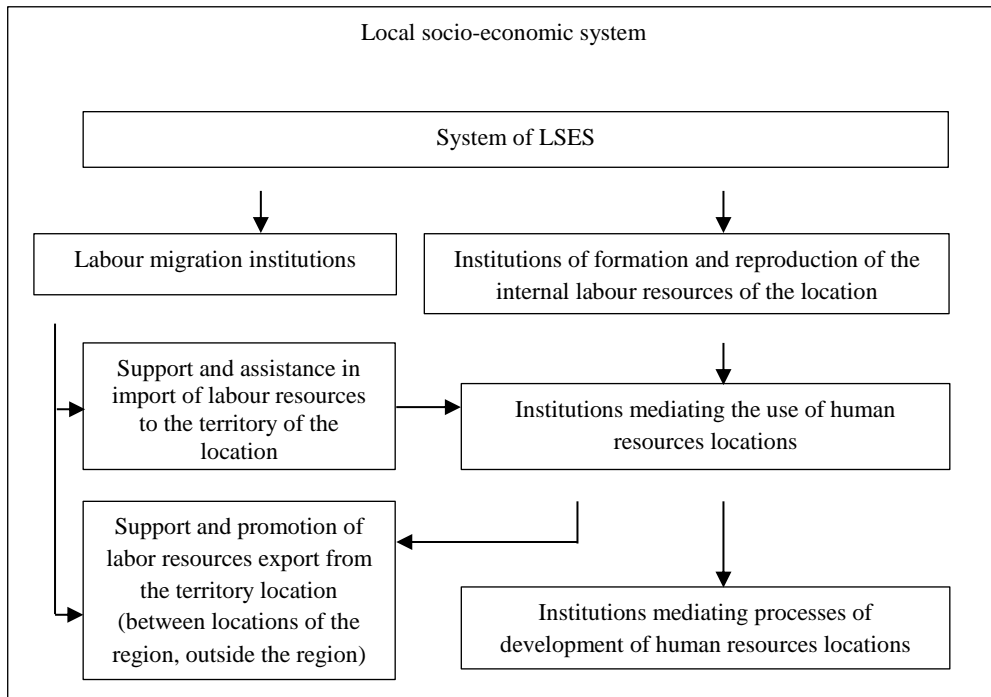 Local socio-economic system
System of LSES
Labour migration institutions
Institutions of formation and reproduction of the
internal labour resources of the location
Support and assistance in
import of labour resources
to the territory of the
location
Institutions mediating the use of human
resources locations
Support and promotion of
labor resources export from
the territory location
(between locations of the
region, outside the region)
Institutions mediating processes of
development of human resources locations